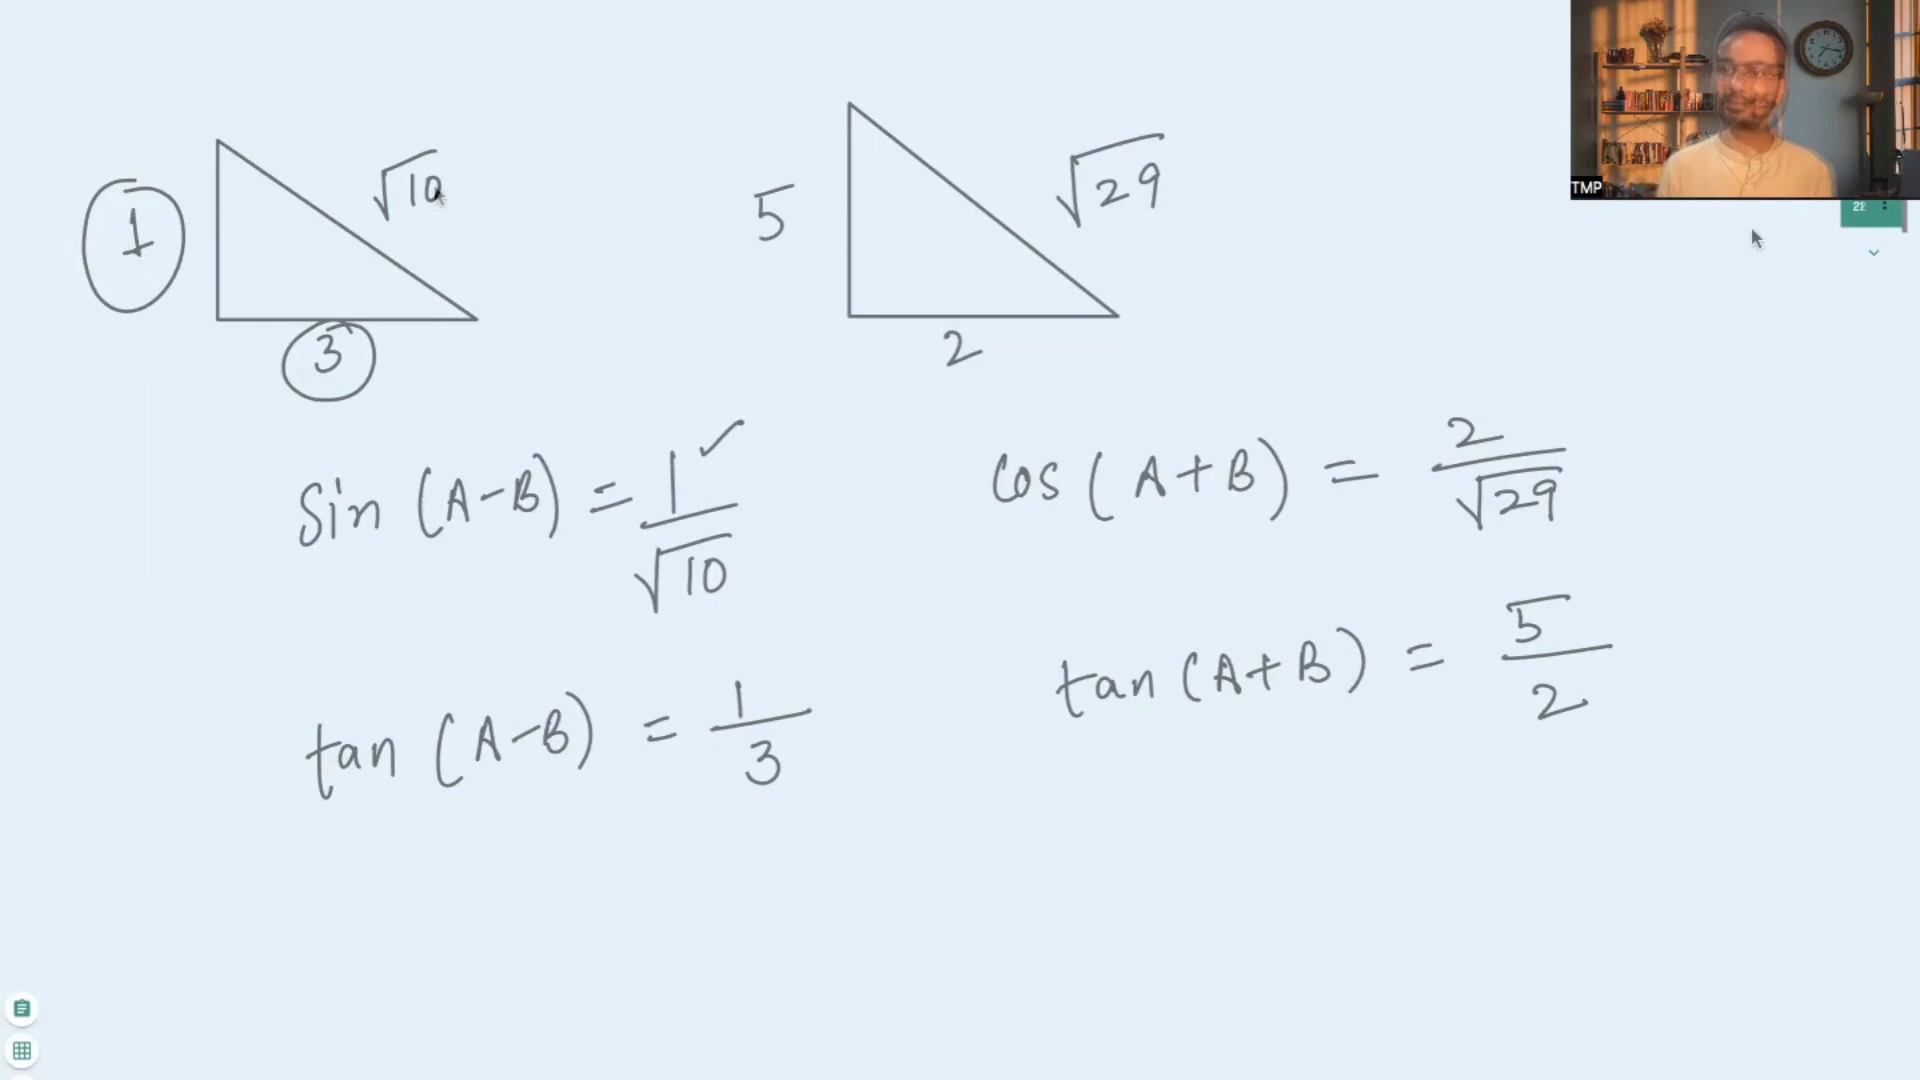 1
√10
3
5
√29
2
sin (A-B) = 1/√10 ✓
cos (A+B) = 2/√29
tan (A-B) = 1/3
tan (A+B) = 5/2
TMP
22